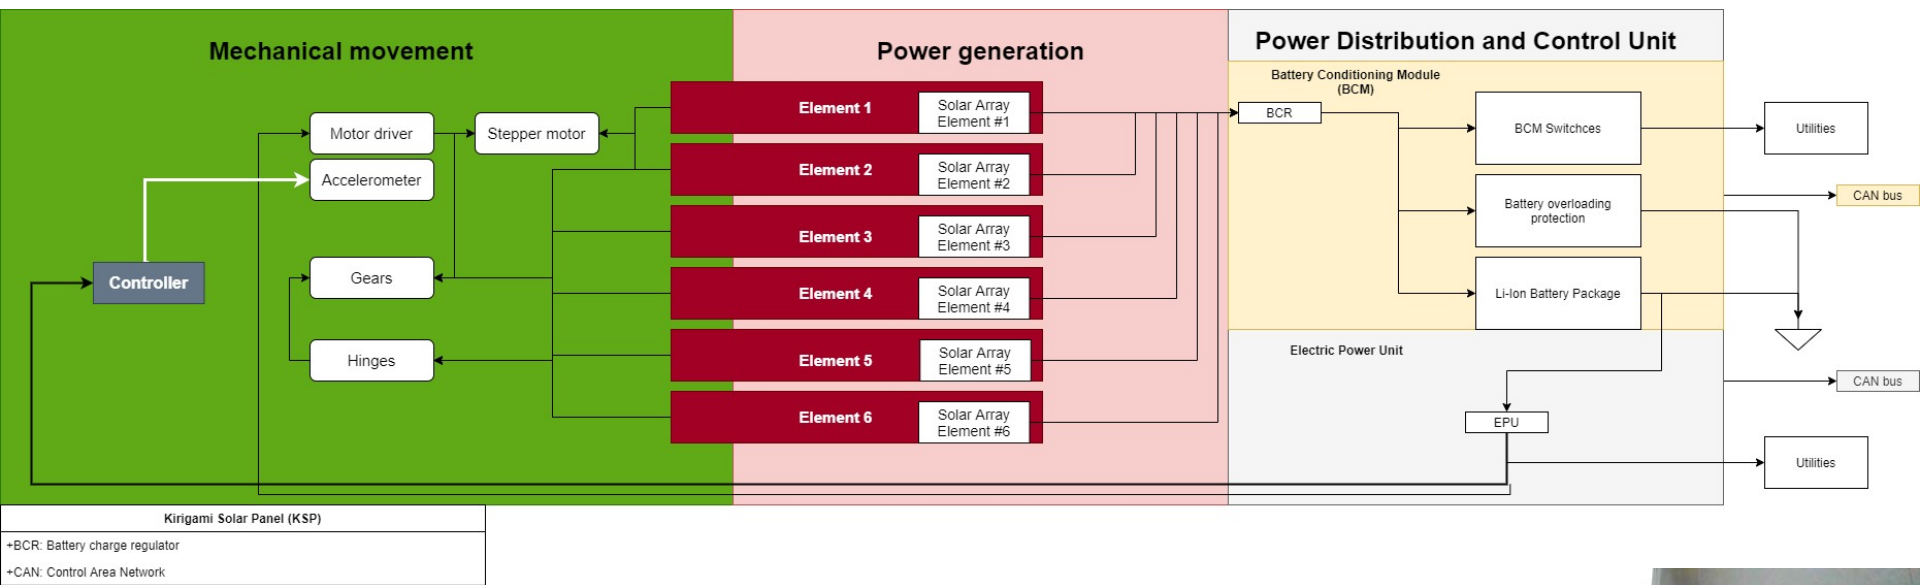 Mechanical movement
Power generation
Power Distribution and Control Unit
Battery Conditioning Module
(BCM)
Motor driver
Stepper motor
Accelerometer
Controller
Gears
Hinges
Element 1
Solar Array
Element #1
Element 2
Solar Array
Element #2
Element 3
Solar Array
Element #3
Element 4
Solar Array
Element #4
Element 5
Solar Array
Element #5
Element 6
Solar Array
Element #6
BCR
BCM Switchces
Utilities
Battery overloading
protection
CAN bus
Li-Ion Battery Package
Electric Power Unit
CAN bus
EPU
Utilities
Kirigami Solar Panel (KSP)
+BCR: Battery charge regulator
+CAN: Control Area Network